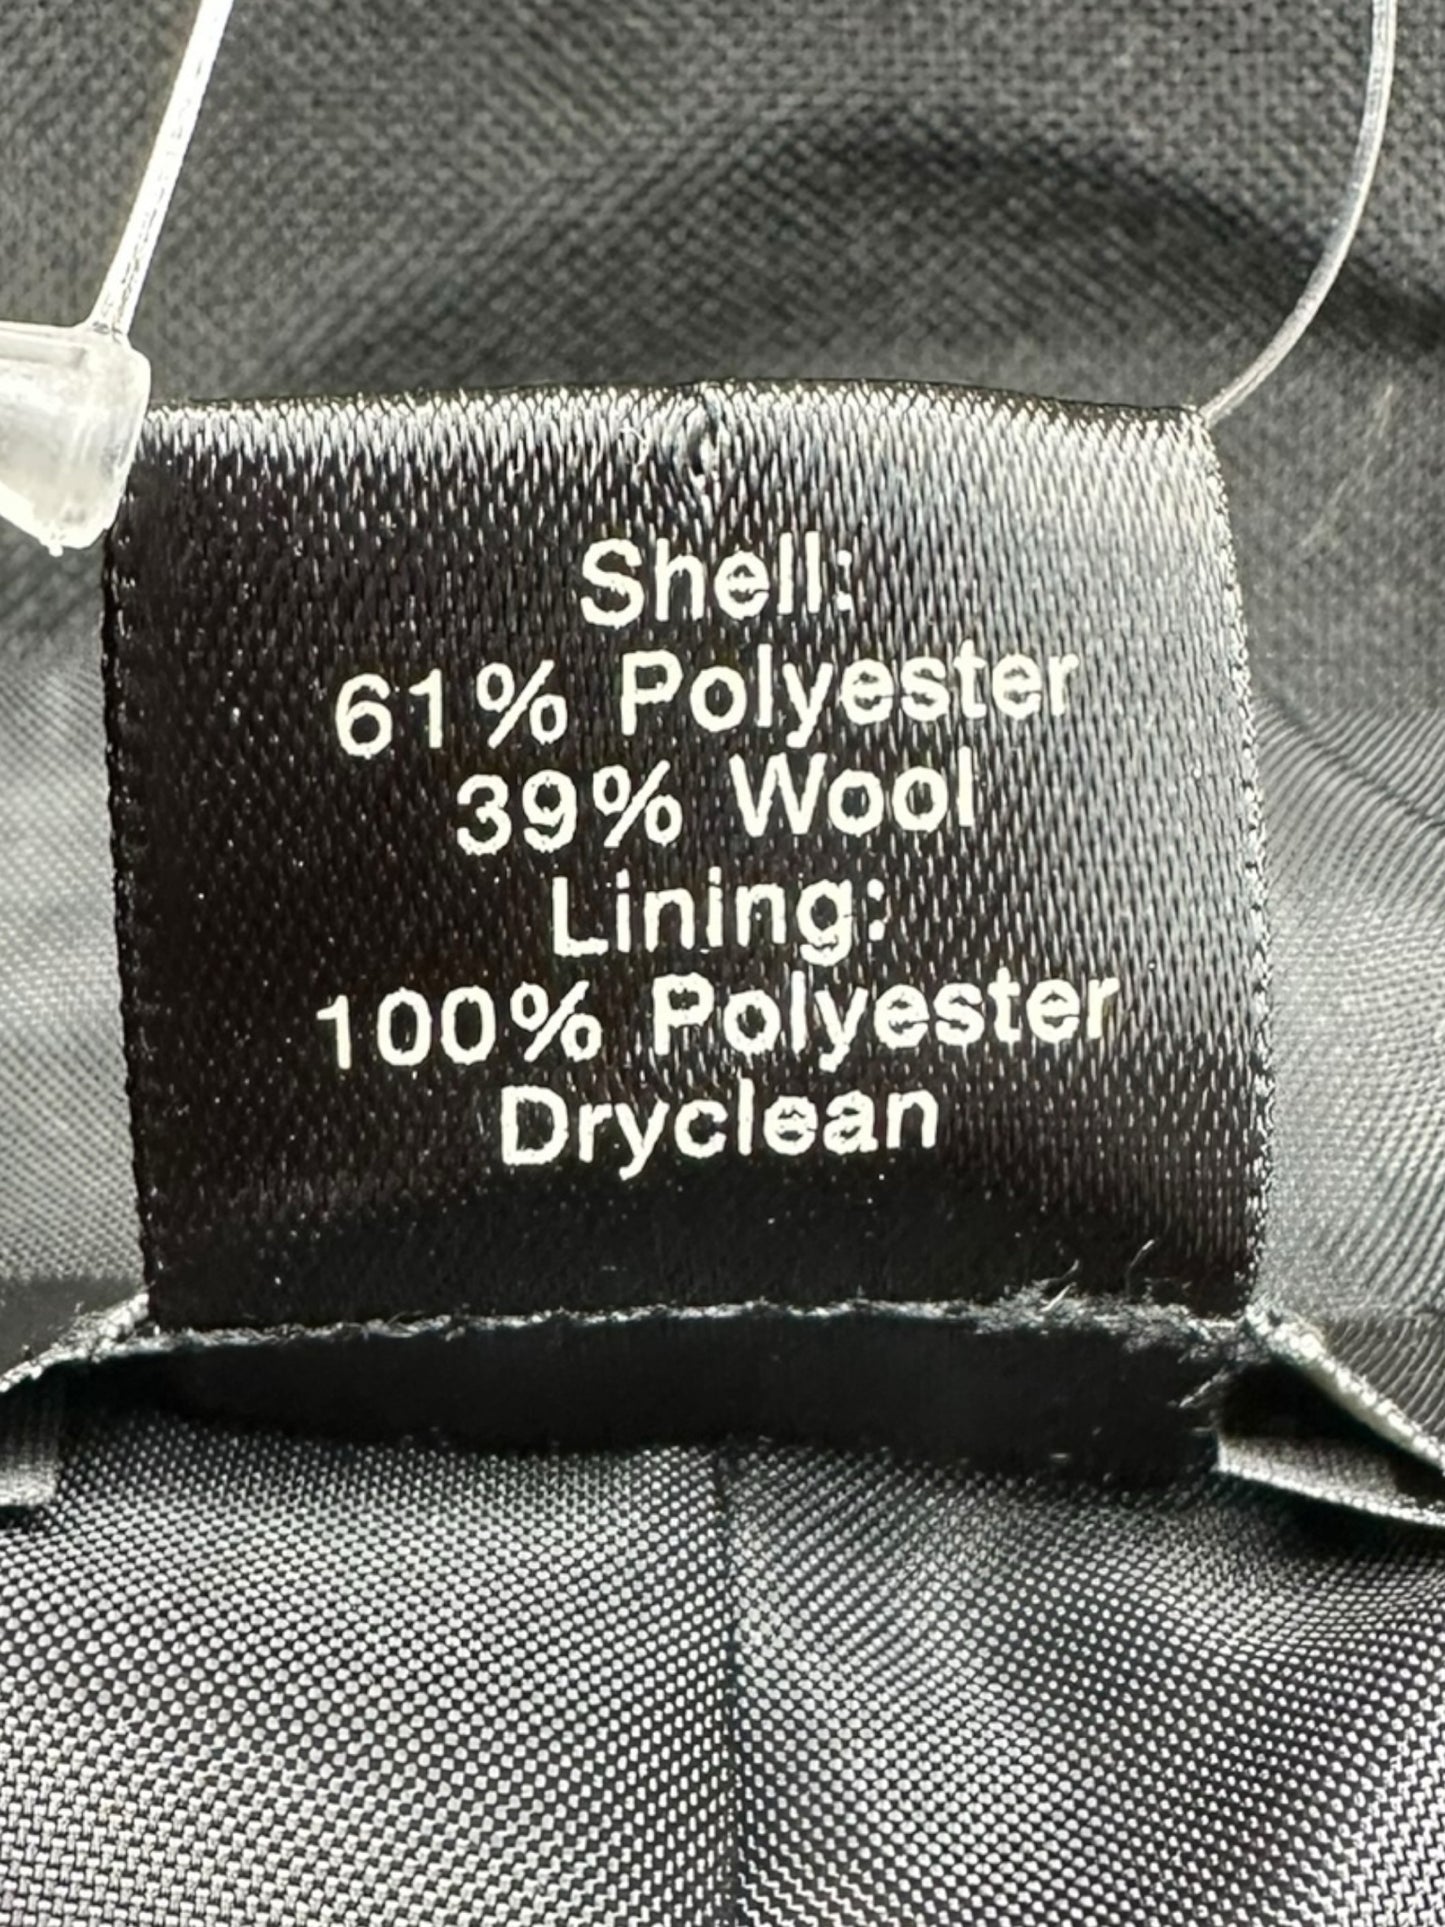 Shell:
61% Polyester
39% Wool
Lining:
100% Polyester
Dryclean